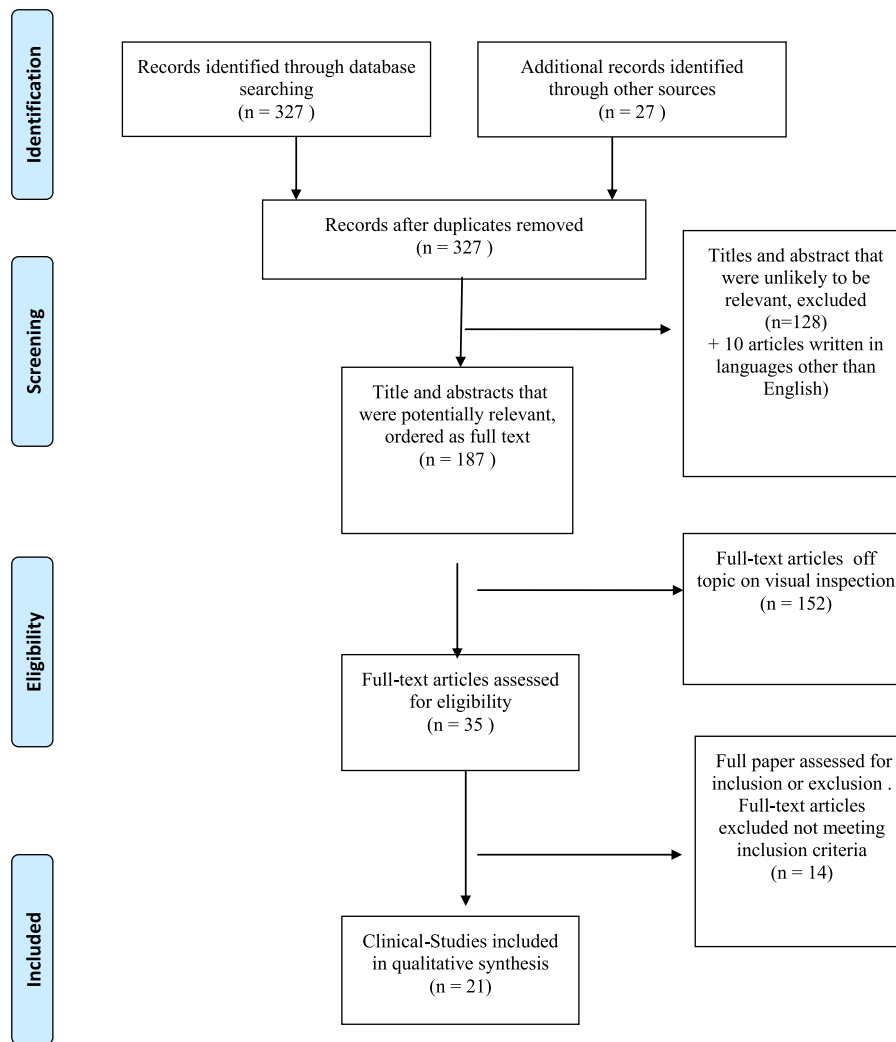 Identification
Records identified through database
searching
(n = 327 )
Additional records identified
through other sources
(n = 27 )
Records after duplicates removed
(n = 327 )
Screening
Titles and abstract that
were unlikely to be
relevant, excluded
(n=128)
+ 10 articles written in
languages other than
English)
Title and abstracts that
were potentially relevant,
ordered as full text
(n = 187 )
Eligibility
Full-text articles off
topic on visual inspection
(n = 152)
Full-text articles assessed
for eligibility
(n = 35 )
Full paper assessed for
inclusion or exclusion .
Full-text articles
excluded not meeting
inclusion criteria
(n = 14)
Included
Clinical-Studies included
in qualitative synthesis
(n = 21)